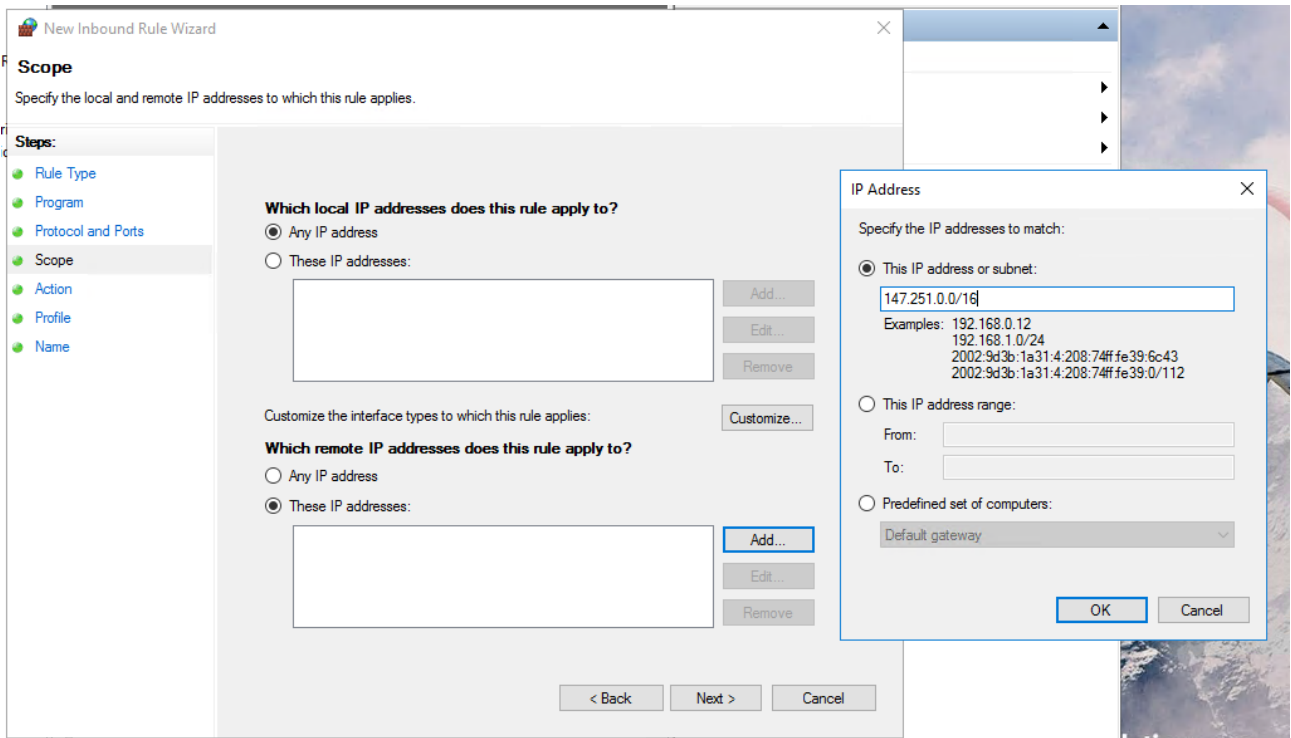 New Inbound Rule Wizard
Scope
Specify the local and remote IP addresses to which this rule applies.
Steps:
Rule Type
Program
Protocol and Ports
Scope
Action
Profile
Name
Which local IP addresses does this rule apply to?
Any IP address
These IP addresses:
Add...
Edit...
Remove
Customize the interface types to which this rule applies:
Customize...
Which remote IP addresses does this rule apply to?
Any IP address
These IP addresses:
Add...
Edit...
Remove
< Back
Next >
Cancel
IP Address
Specify the IP addresses to match:
This IP address or subnet:
147.251.0.0/16
Examples: 192.168.0.12
192.168.1.0/24
2002:9d3b:1a31:4:208:74ff:fe39:6c43
2002:9d3b:1a31:4:208:74ff:fe39:0/112
This IP address range:
From:
To:
Predefined set of computers:
Default gateway
OK
Cancel